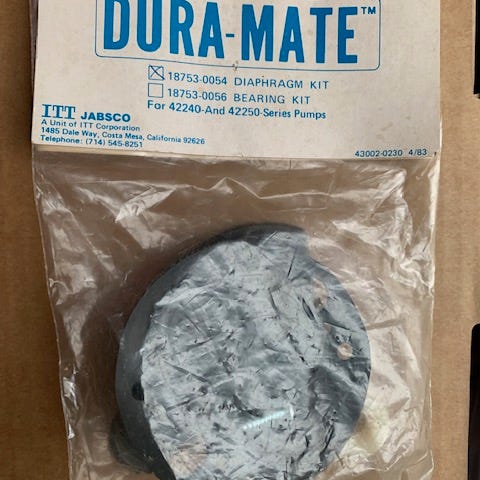 DURA-MATE™
18753-0054 DIAPHRAGM KIT
18753-0056 BEARING KIT
For 42240-And 42250-Series Pumps
ITT JABSCO
A Unit of ITT Corporation
1485 Dale Way, Costa Mesa, California 92626
Telephone: (714) 545-8251
43002-0230 4/83